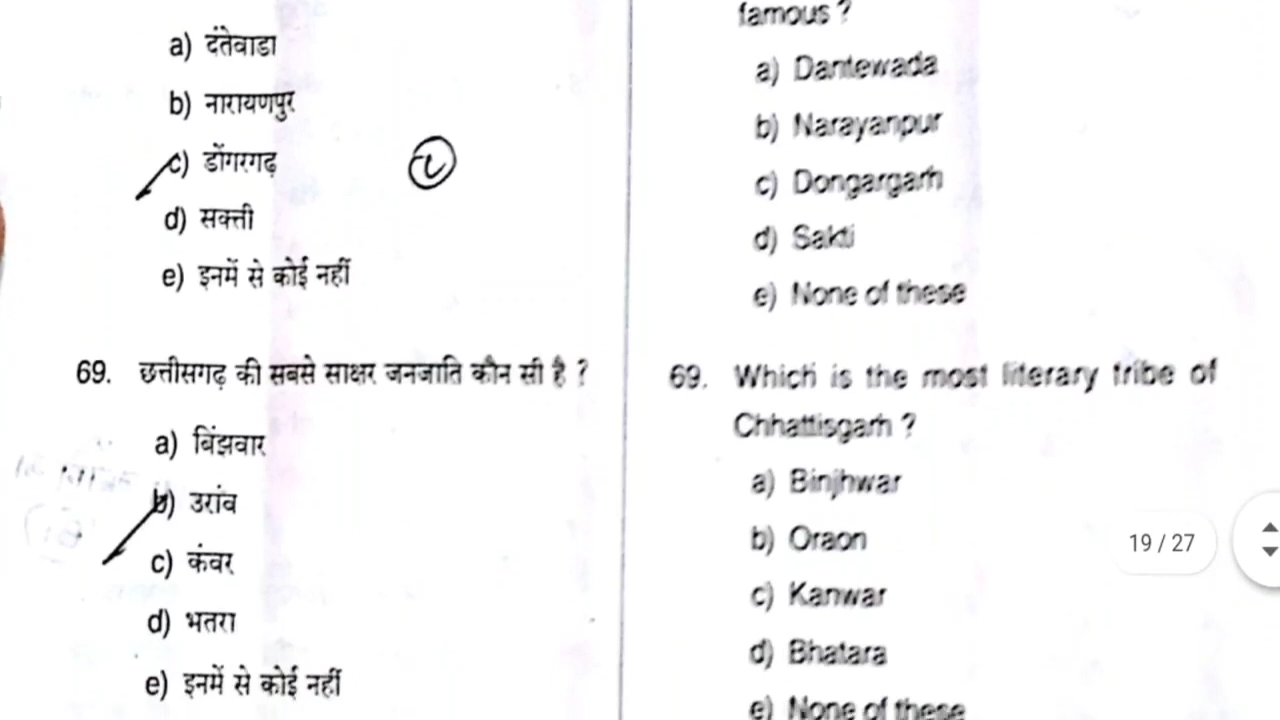 a) दंतेवाडा
b) नारायणपुर
c) डोंगरगढ़
d) सक्ती
e) इनमें से कोई नहीं
69. छत्तीसगढ़ की सबसे साक्षर जनजाति कौन सी है ?
a) बिंझवार
b) उरांव
c) कंवर
d) भतरा
e) इनमें से कोई नहीं
famous ?
a) Dantewada
b) Narayanpur
c) Dongargarh
d) Sakti
e) None of these
69. Which is the most literary tribe of
Chhattisgarh ?
a) Binjhwar
b) Oraon
c) Kanwar
d) Bhatara
e) None of these
19 / 27